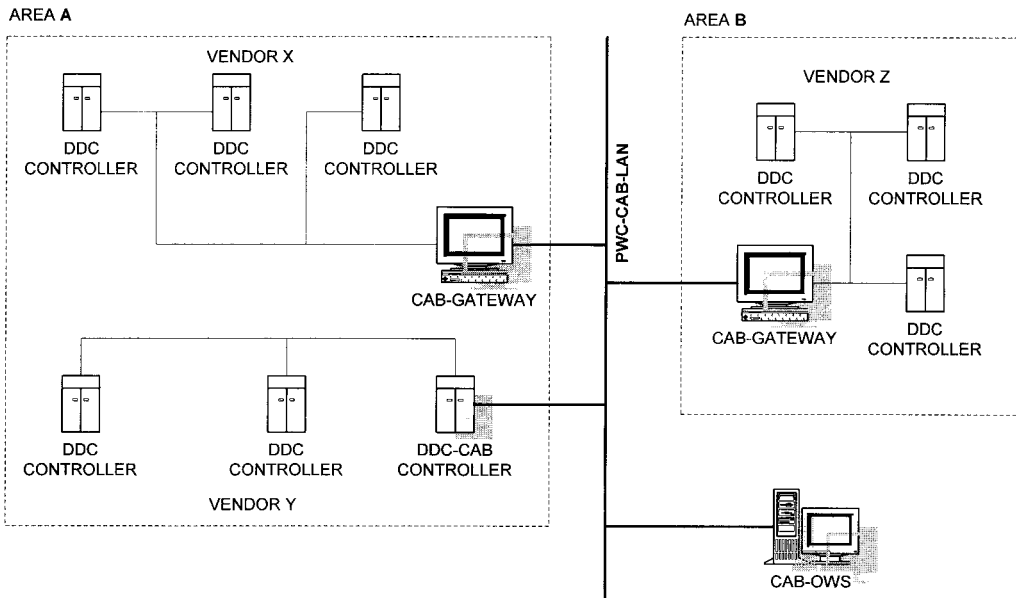 AREA A
VENDOR X
DDC
CONTROLLER
DDC
CONTROLLER
DDC
CONTROLLER
CAB-GATEWAY
DDC
CONTROLLER
DDC
CONTROLLER
DDC-CAB
CONTROLLER
VENDOR Y
PWC-CAB-LAN
AREA B
VENDOR Z
DDC
CONTROLLER
DDC
CONTROLLER
CAB-GATEWAY
DDC
CONTROLLER
CAB-OWS